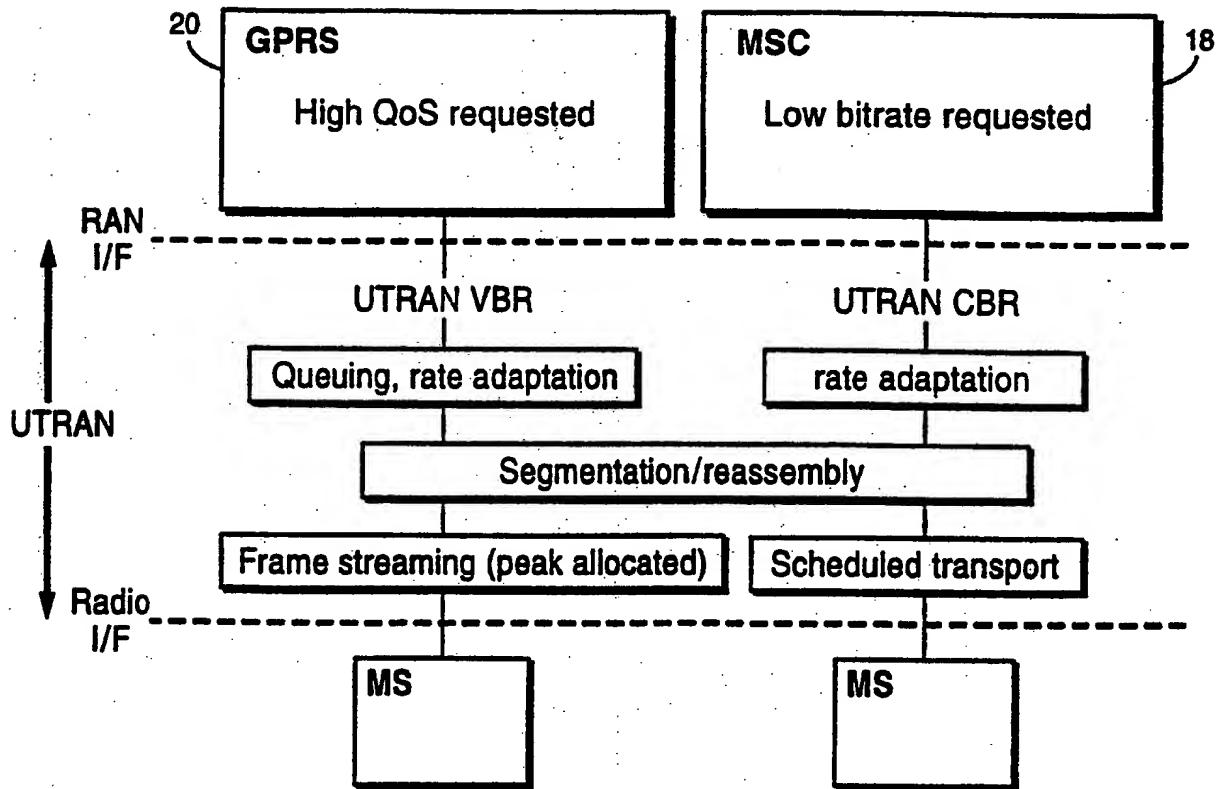 20
GPRS
High QoS requested
MSC
Low bitrate requested
18
RAN
I/F
UTRAN VBR
UTRAN CBR
Queuing, rate adaptation
rate adaptation
UTRAN
Segmentation/reassembly
Frame streaming (peak allocated)
Scheduled transport
Radio
I/F
MS
MS